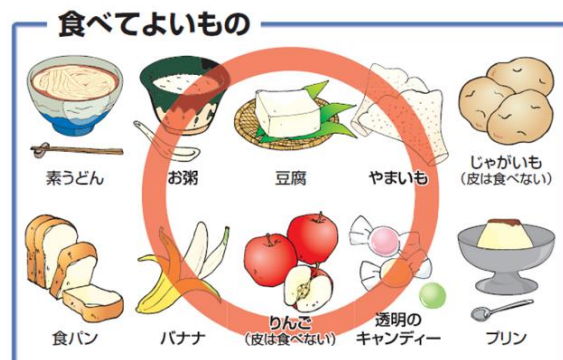 食べてよいもの
素うどん
お粥
豆腐
やまいも
じゃがいも
(皮は食べない)
食パン
バナナ
りんご
(皮は食べない)
透明の
キャンディー
プリン